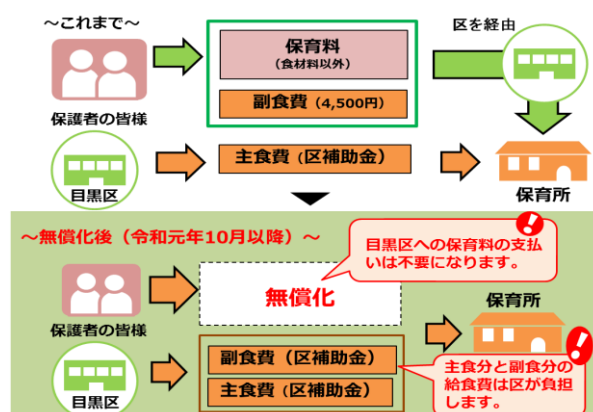 ～これまで～
保育料
（食材料以外）
区を経由
副食費（4,500円）
保護者の皆様
主食費（区補助金）
目黒区
保育所
～無償化後（令和元年10月以降）～
目黒区への保育料の支払
いは不要になります。
無償化
保育所
保護者の皆様
副食費（区補助金）
主食費（区補助金）
主食分と副食分の
給食費は区が負担
します。
目黒区